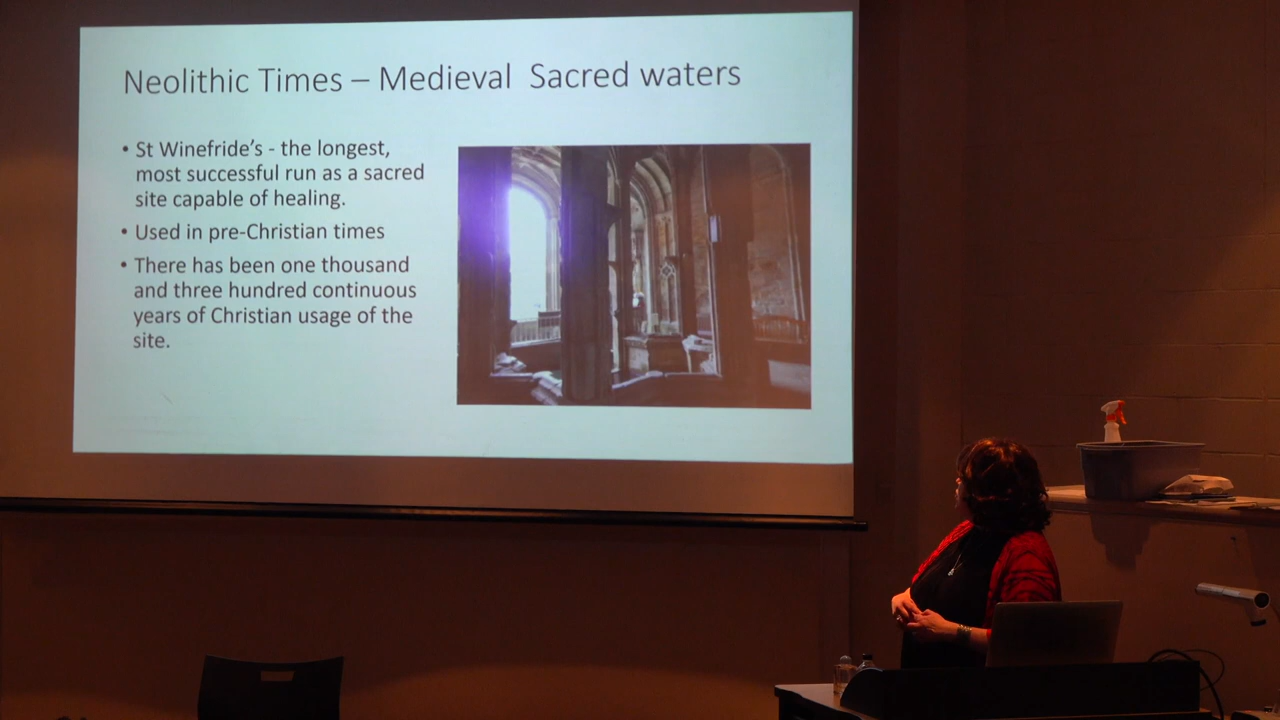 Neolithic Times – Medieval  Sacred waters
• St Winefride's - the longest,
most successful run as a sacred
site capable of healing.
• Used in pre-Christian times
• There has been one thousand
and three hundred continuous
years of Christian usage of the
site.